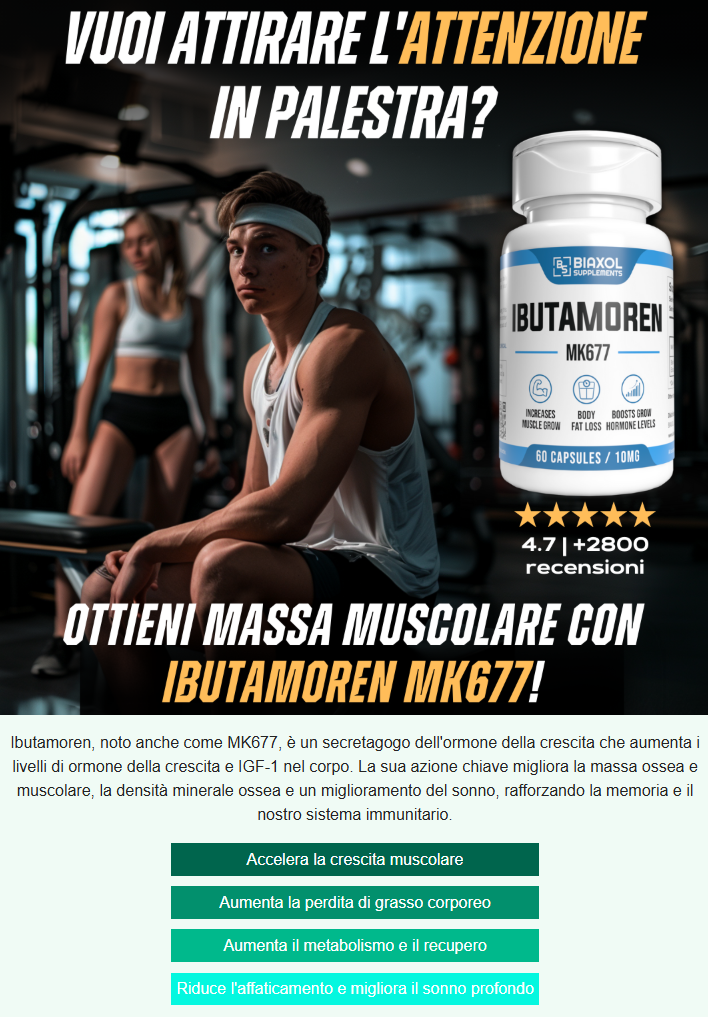 VUOI ATTIRARE L'ATTENZIONE
IN PALESTRA?
BS BIAXOL
SUPPLEMENTS
IBUTAMOREN
MK677
INCREASES
MUSCLE GROW
BODY
FAT LOSS
BOOSTS GROW
HORMONE LEVELS
60 CAPSULES / 10MG
4.7 | +2800
recensioni
OTTIENI MASSA MUSCOLARE CON
IBUTAMOREN MK677!
Ibutamoren, noto anche come MK677, è un secretagogo dell'ormone della crescita che aumenta i
livelli di ormone della crescita e IGF-1 nel corpo. La sua azione chiave migliora la massa ossea e
muscolare, la densità minerale ossea e un miglioramento del sonno, rafforzando la memoria e il
nostro sistema immunitario.
Accelera la crescita muscolare
Aumenta la perdita di grasso corporeo
Aumenta il metabolismo e il recupero
Riduce l'affaticamento e migliora il sonno profondo